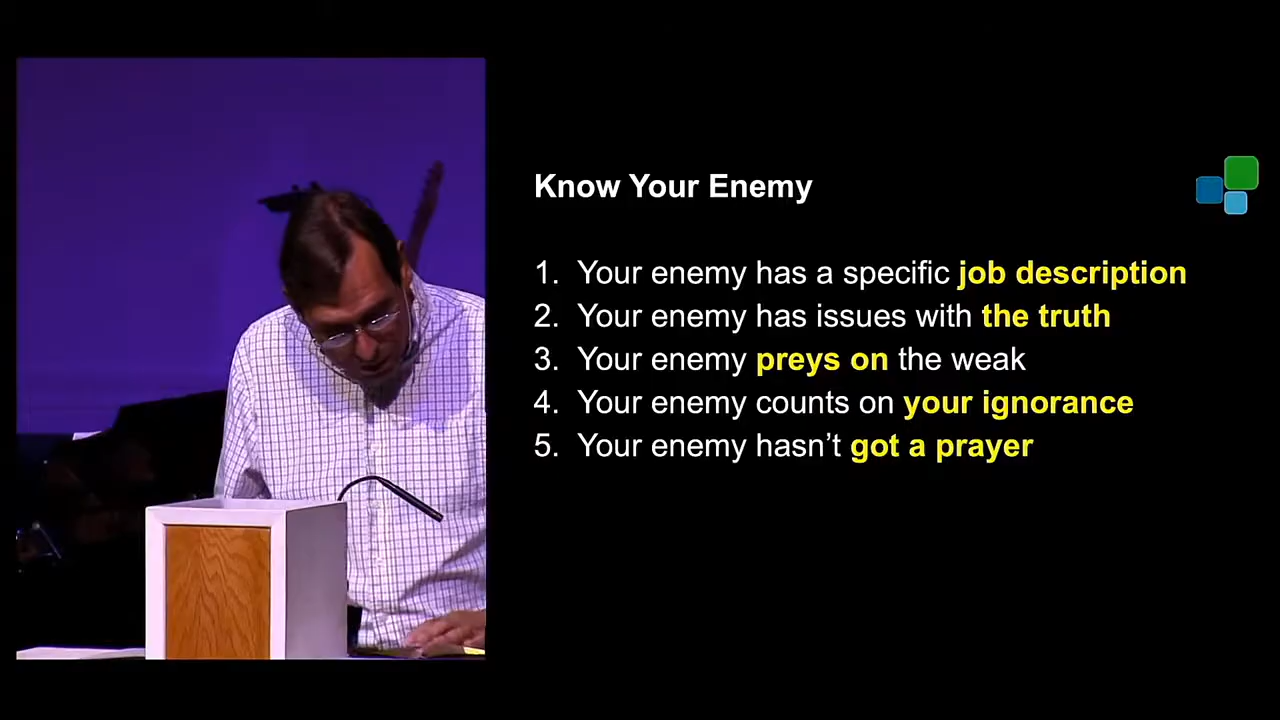 Know Your Enemy
1. Your enemy has a specific job description
2. Your enemy has issues with the truth
3. Your enemy preys on the weak
4. Your enemy counts on your ignorance
5. Your enemy hasn’t got a prayer